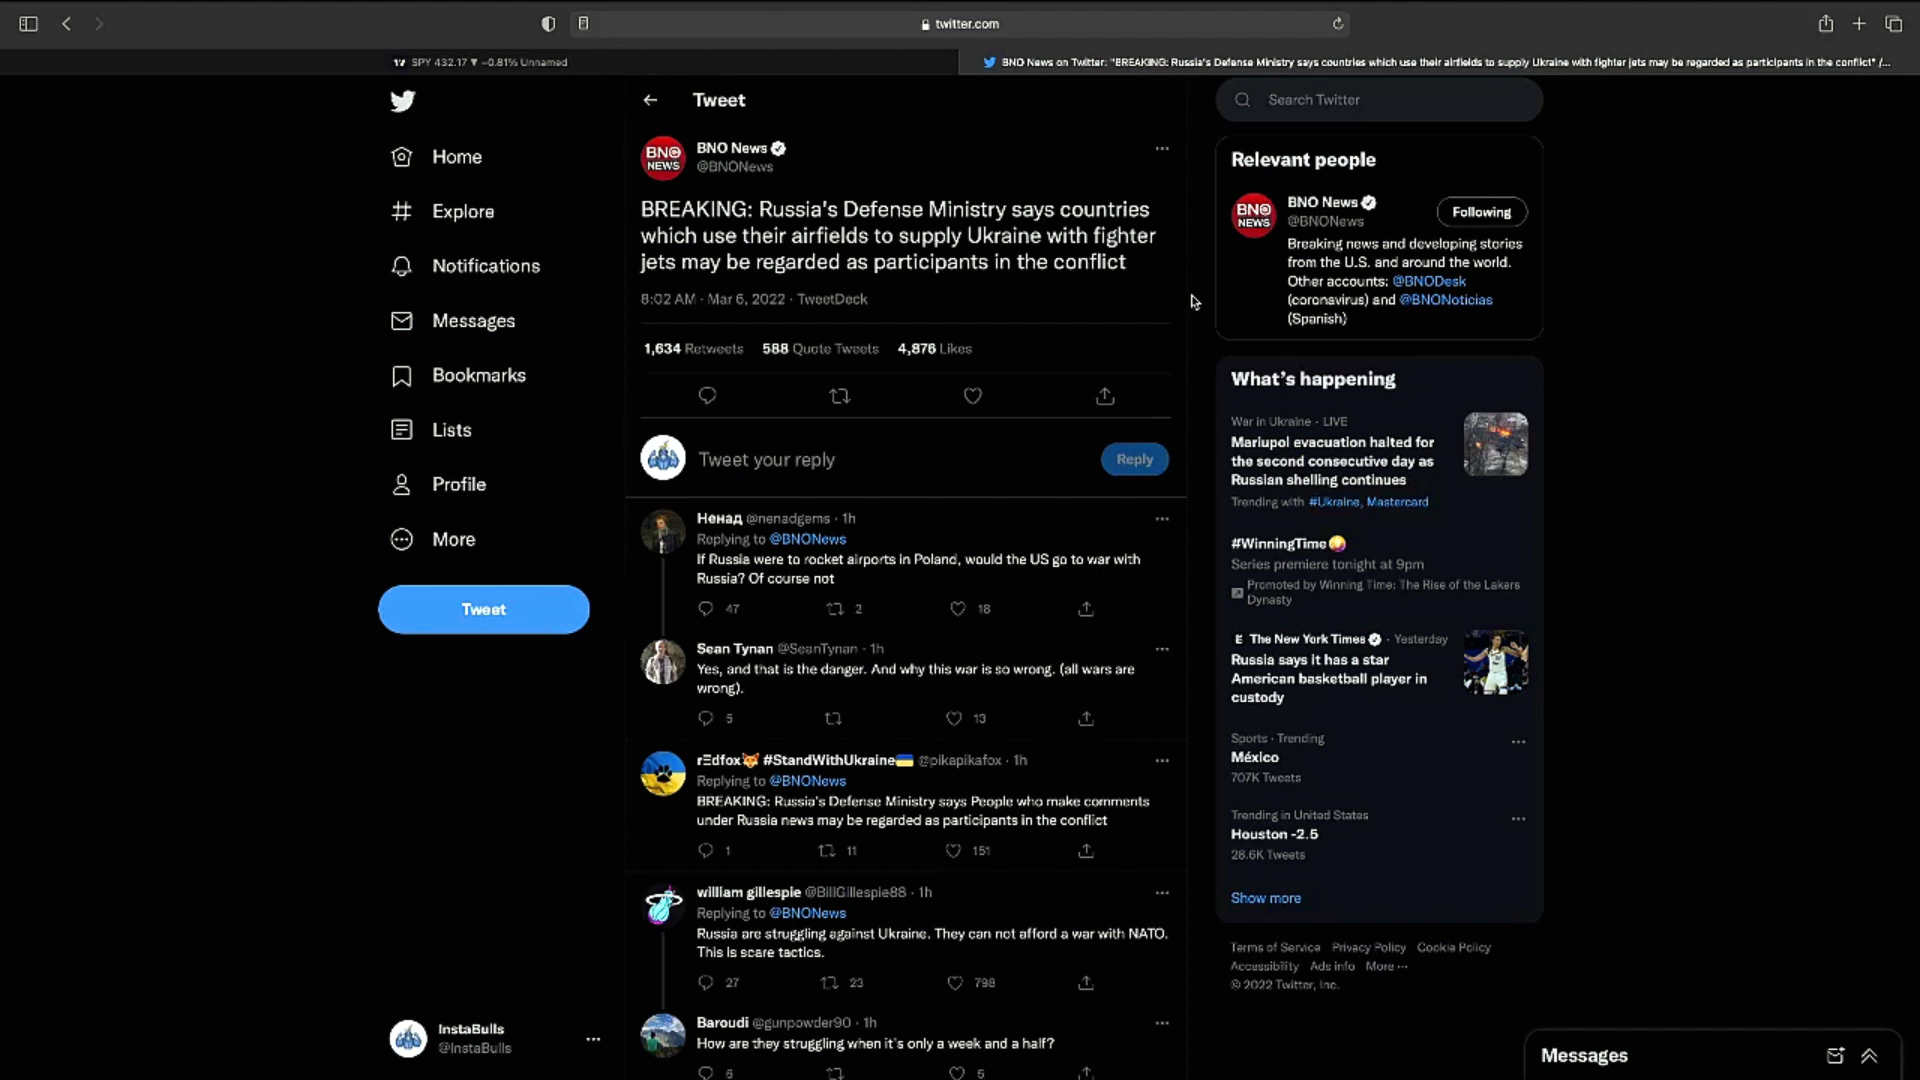 twitter.com
SPY 432.17 ▼ −0.81% Unnamed
BNO News on Twitter: "BREAKING: Russia's Defense Ministry says countries which use their airfields to supply Ukraine with fighter jets may be regarded as participants in the conflict" /...
Home
Explore
Notifications
Messages
Bookmarks
Lists
Profile
More
Tweet
InstaBulls
@InstaBulls
Tweet
BNO NEWS
BNO News
@BNONews
BREAKING: Russia's Defense Ministry says countries
which use their airfields to supply Ukraine with fighter
jets may be regarded as participants in the conflict
8:02 AM · Mar 6, 2022 · TweetDeck
1,634 Retweets 588 Quote Tweets 4,876 Likes
Tweet your reply
Reply
Ненад @nenadgems · 1h
Replying to @BNONews
If Russia were to rocket airports in Poland, would the US go to war with
Russia? Of course not
47 2 18
Sean Tynan @SeanTynan · 1h
Yes, and that is the danger. And why this war is so wrong. (all wars are
wrong).
5 13
rΞdfox🦊 #StandWithUkraine🇺🇦 @pikapikafox · 1h
Replying to @BNONews
BREAKING: Russia's Defense Ministry says People who make comments
under Russia news may be regarded as participants in the conflict
1 11 151
william gillespie @BillGillespie88 · 1h
Replying to @BNONews
Russia are struggling against Ukraine. They can not afford a war with NATO.
This is scare tactics.
27 23 798
Baroudi @gunpowder90 · 1h
How are they struggling when it's only a week and a half?
6 5
Search Twitter
Relevant people
BNO NEWS
BNO News
@BNONews
Following
Breaking news and developing stories
from the U.S. and around the world.
Other accounts: @BNODesk
(coronavirus) and @BNONoticias
(Spanish)
What's happening
War in Ukraine · LIVE
Mariupol evacuation halted for
the second consecutive day as
Russian shelling continues
Trending with #Ukraine, Mastercard
#WinningTime
Series premiere tonight at 9pm
Promoted by Winning Time: The Rise of the Lakers
Dynasty
The New York Times · Yesterday
Russia says it has a star
American basketball player in
custody
Sports · Trending
México
707K Tweets
Trending in United States
Houston -2.5
28.6K Tweets
Show more
Terms of Service Privacy Policy Cookie Policy
Accessibility Ads info More ···
© 2022 Twitter, Inc.
Messages